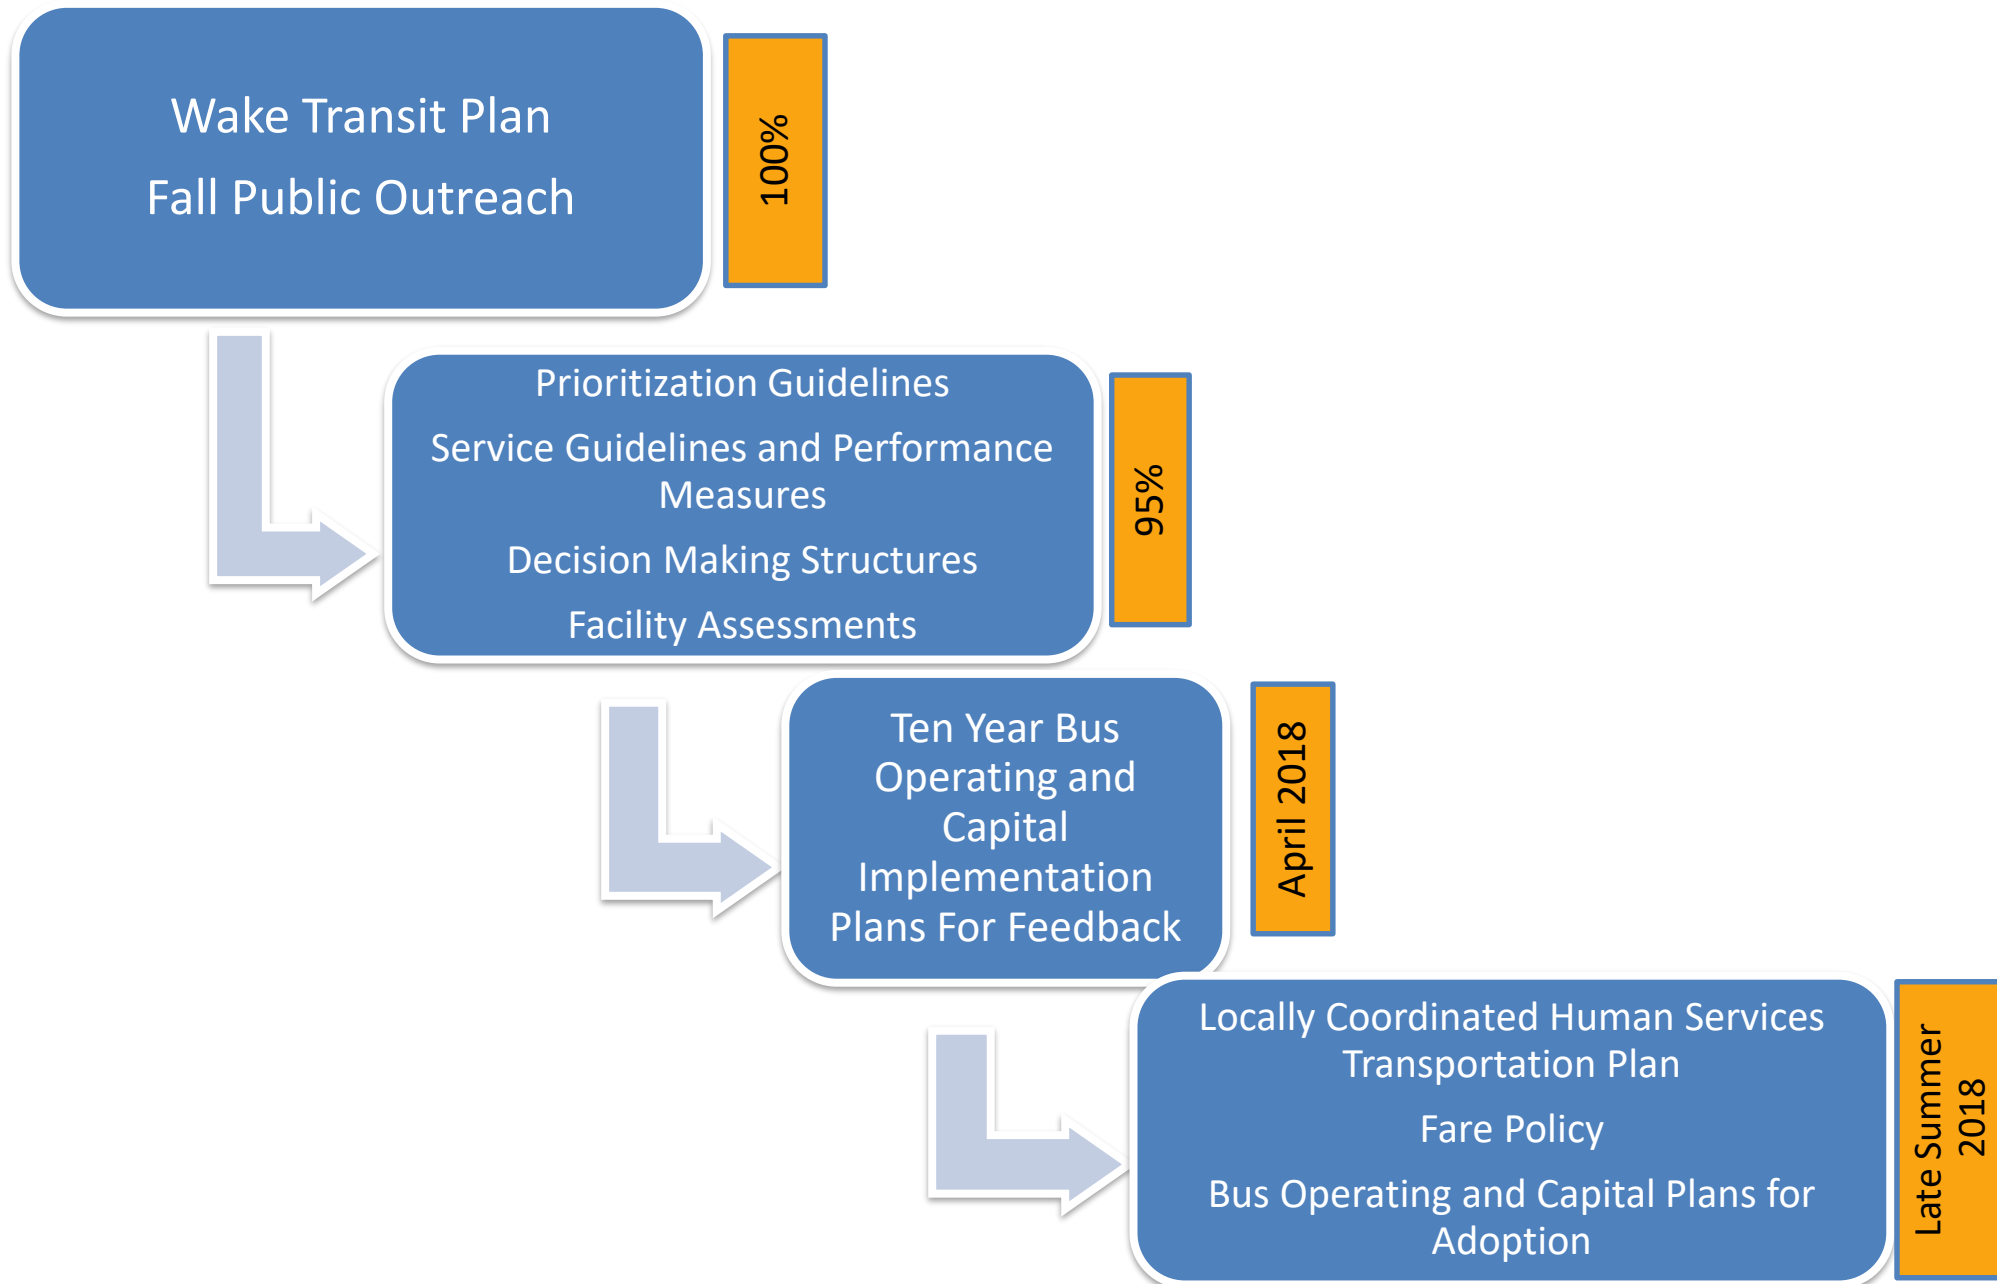 Wake Transit Plan
Fall Public Outreach
100%
Prioritization Guidelines
Service Guidelines and Performance
Measures
Decision Making Structures
Facility Assessments
95%
Ten Year Bus
Operating and
Capital
Implementation
Plans For Feedback
April 2018
Locally Coordinated Human Services
Transportation Plan
Fare Policy
Bus Operating and Capital Plans for
Adoption
Late Summer
2018